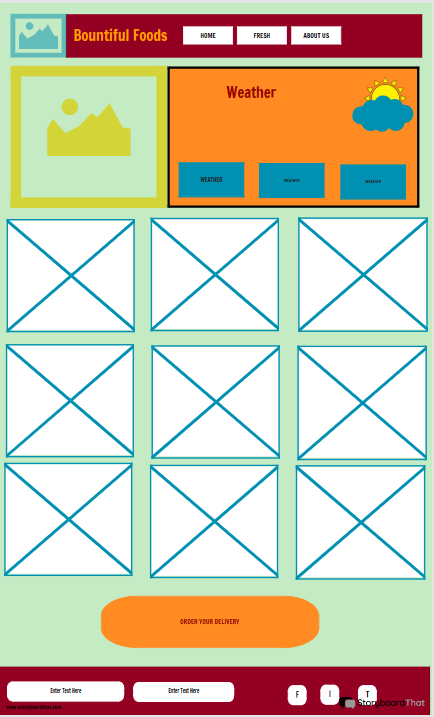 Bountiful Foods
HOME
FRESH
ABOUT US
Weather
WEATHER
WEATHER
WEATHER
ORDER YOUR DELIVERY
Enter Text Here
Enter Text Here
F
I
T
www.storyboardthat.com
StoryboardThat